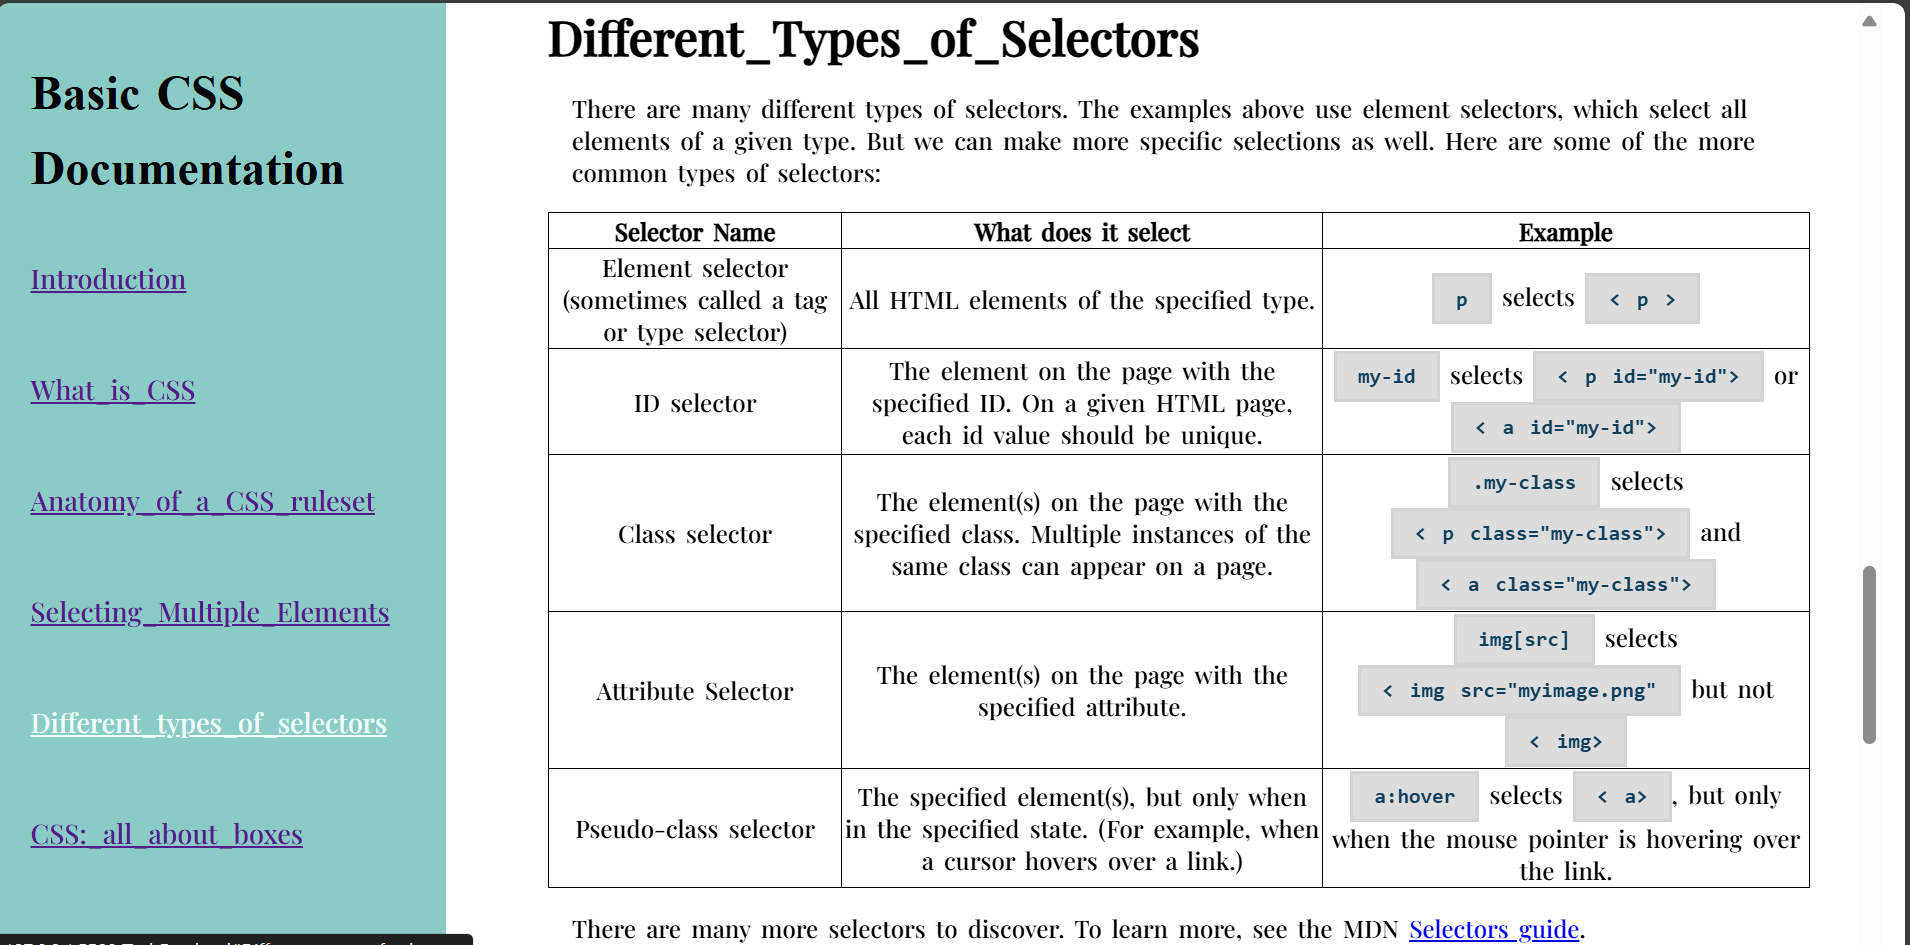 Basic CSS
Documentation
Introduction
What_is_CSS
Anatomy_of_a_CSS_ruleset
Selecting_Multiple_Elements
Different_types_of_selectors
CSS:_all_about_boxes
Different_Types_of_Selectors
There are many different types of selectors. The examples above use element selectors, which select all
elements of a given type. But we can make more specific selections as well. Here are some of the more
common types of selectors:
Selector Name What does it select Example
Element selector
(sometimes called a tag
or type selector)
All HTML elements of the specified type.
p selects < p >
ID selector
The element on the page with the
specified ID. On a given HTML page,
each id value should be unique.
my-id selects < p id="my-id"> or
< a id="my-id">
Class selector
The element(s) on the page with the
specified class. Multiple instances of the
same class can appear on a page.
.my-class selects
< p class="my-class"> and
< a class="my-class">
Attribute Selector
The element(s) on the page with the
specified attribute.
img[src] selects
< img src="myimage.png" but not
< img>
Pseudo-class selector
The specified element(s), but only when
in the specified state. (For example, when
a cursor hovers over a link.)
a:hover selects < a> , but only
when the mouse pointer is hovering over
the link.
There are many more selectors to discover. To learn more, see the MDN Selectors guide.